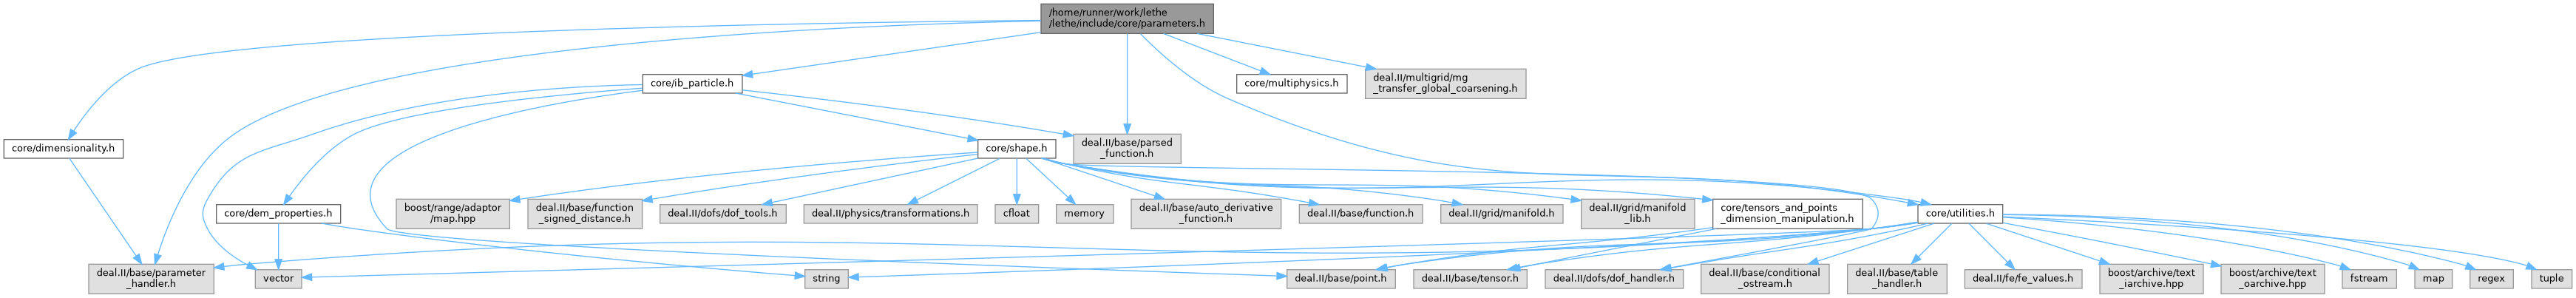 /home/runner/work/lethe
/lethe/include/core/parameters.h
core/ib_particle.h
core/multiphysics.h
deal.II/multigrid/mg
_transfer_global_coarsening.h
core/dimensionality.h
core/shape.h
deal.II/base/parsed
_function.h
core/dem_properties.h
boost/range/adaptor
/map.hpp
deal.II/base/function
_signed_distance.h
deal.II/dofs/dof_tools.h
deal.II/physics/transformations.h
cfloat
memory
deal.II/base/auto_derivative
_function.h
deal.II/base/function.h
deal.II/grid/manifold.h
deal.II/grid/manifold
_lib.h
core/tensors_and_points
_dimension_manipulation.h
core/utilities.h
deal.II/base/parameter
_handler.h
vector
string
deal.II/base/point.h
deal.II/base/tensor.h
deal.II/dofs/dof_handler.h
deal.II/base/conditional
_ostream.h
deal.II/base/table
_handler.h
deal.II/fe/fe_values.h
boost/archive/text
_iarchive.hpp
boost/archive/text
_oarchive.hpp
fstream
map
regex
tuple